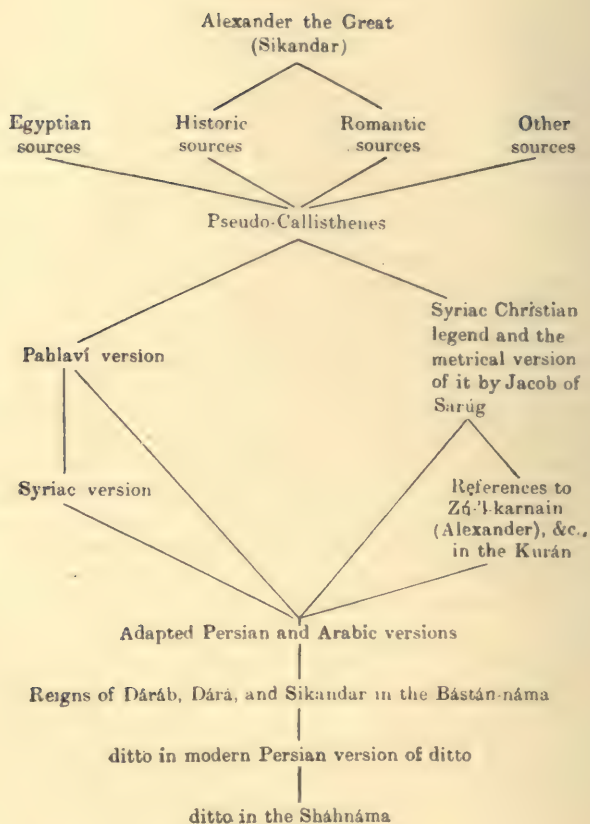 Alexander the Great
(Sikandar)
Egyptian
sources
Historic
sources
Romantic
sources
Other
sources
Pseudo-Callisthenes
Pahlaví version
Syriac Christian
legend and the
metrical version
of it by Jacob of
Sarúg
Syriac version
References to
Zú-'l-karnain
(Alexander), &c.,
in the Kurán
Adapted Persian and Arabic versions
Reigns of Dáráb, Dárá, and Sikandar in the Bástán-náma
ditto in modern Persian version of ditto
ditto in the Sháhnáma